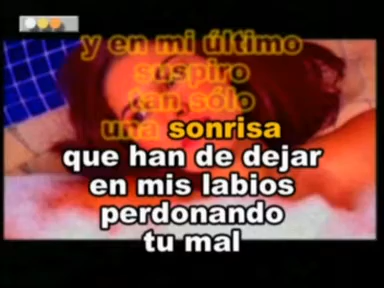 y en mi último
suspiro
tan sólo
una sonrisa
que han de dejar
en mis labios
perdonando
tu mal